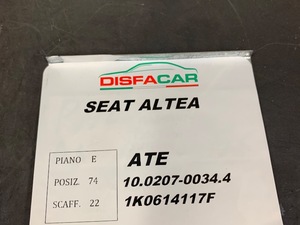 DISFACAR
SEAT ALTEA
PIANO E
POSIZ. 74
SCAFF. 22
ATE
10.0207-0034.4
1K0614117F